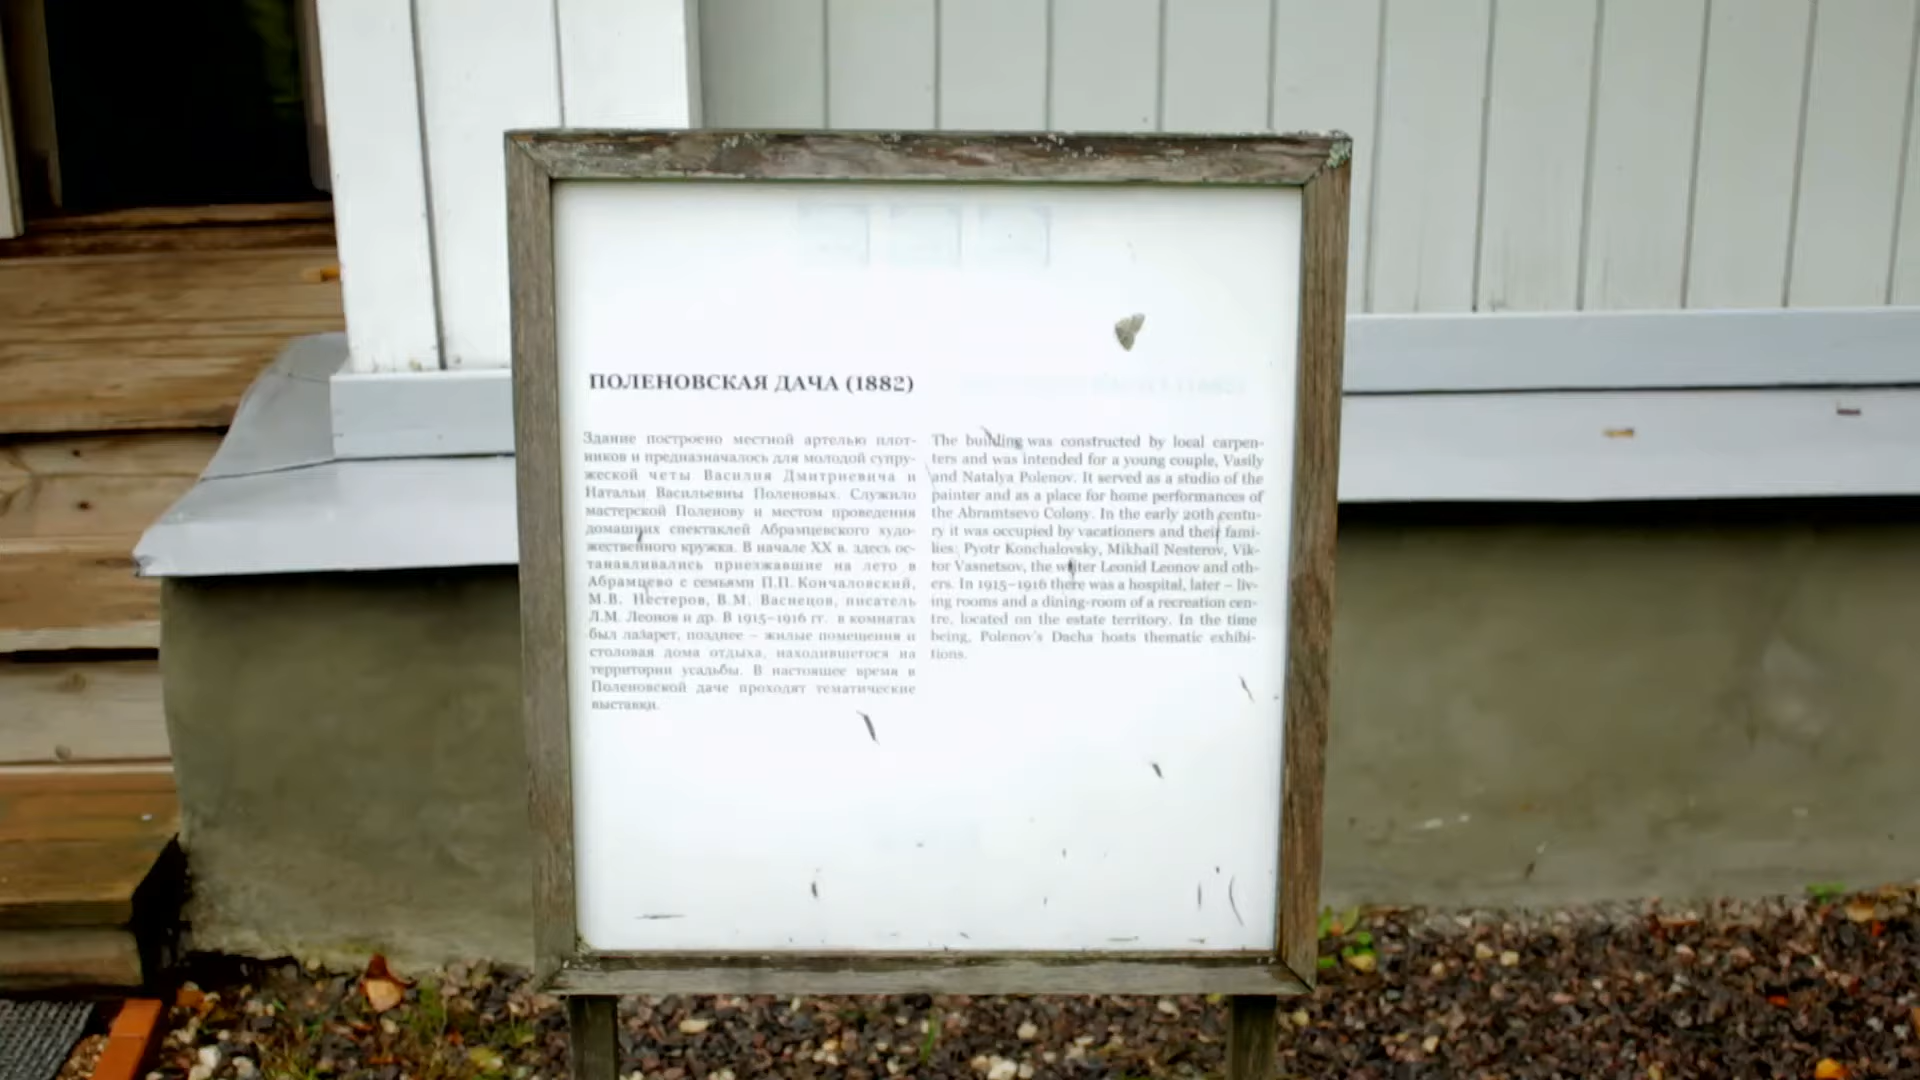 ПОЛЕНОВСКАЯ ДАЧА (1882)
Здание построено местной артелью плот-
ников и предназначалось для молодой супру-
жеской четы Василия Дмитриевича и
Натальи Васильевны Поленовых. Служило
мастерской Поленову и местом проведения
домашних спектаклей Абрамцевского худо-
жественного кружка. В начале XX в. здесь ос-
танавливались приезжавшие на лето в
Абрамцево с семьями П.П. Кончаловский,
М.В. Нестеров, В.М. Васнецов, писатель
Л.М. Леонов и др. В 1915–1916 гг. в комнатах
был лазарет, позднее – жилые помещения и
столовая дома отдыха, находившегося на
территории усадьбы. В настоящее время в
Поленовской даче проходят тематические
выставки.
The building was constructed by local carpen-
ters and was intended for a young couple, Vasily
and Natalya Polenov. It served as a studio of the
painter and as a place for home performances of
the Abramtsevo Colony. In the early 20th centu-
ry it was occupied by vacationers and their fami-
lies: Pyotr Konchalovsky, Mikhail Nesterov, Vik-
tor Vasnetsov, the writer Leonid Leonov and oth-
ers. In 1915–1916 there was a hospital, later – liv-
ing rooms and a dining-room of a recreation cen-
tre, located on the estate territory. In the time
being, Polenov's Dacha hosts thematic exhibi-
tions.